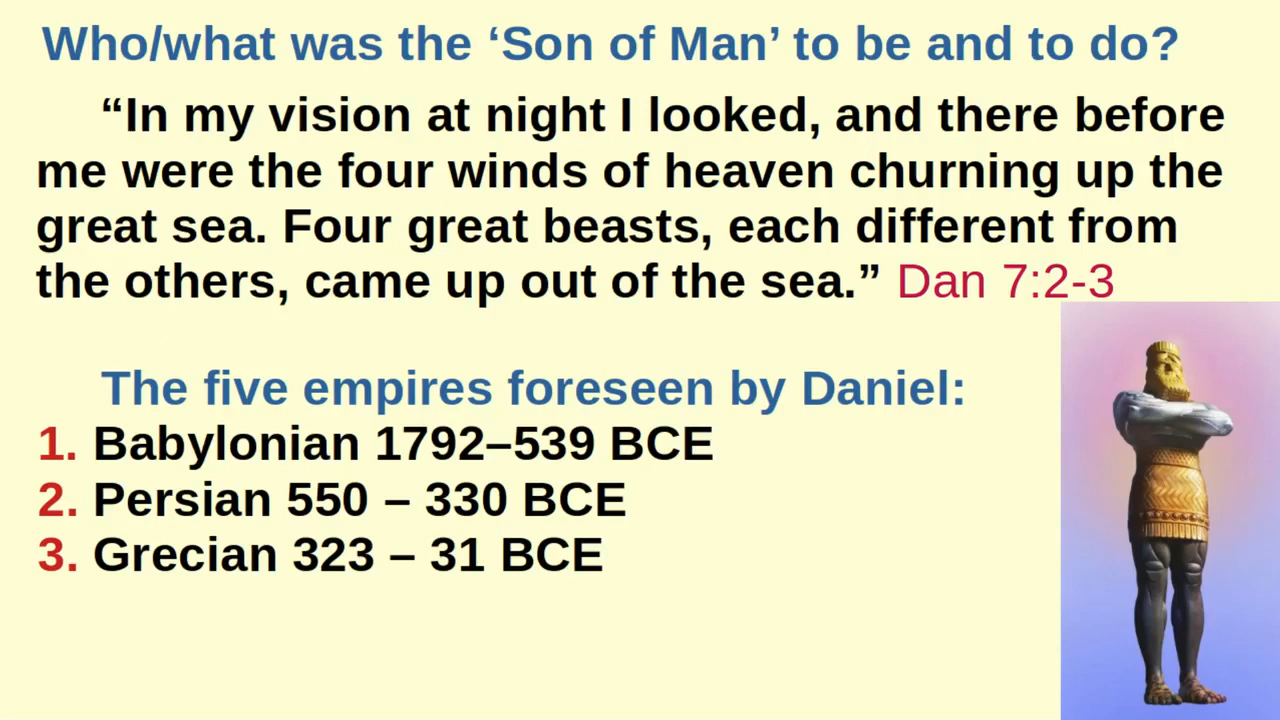 Who/what was the ‘Son of Man’ to be and to do?
“In my vision at night I looked, and there before
me were the four winds of heaven churning up the
great sea. Four great beasts, each different from
the others, came up out of the sea.” Dan 7:2-3
The five empires foreseen by Daniel:
1. Babylonian 1792–539 BCE
2. Persian 550 – 330 BCE
3. Grecian 323 – 31 BCE